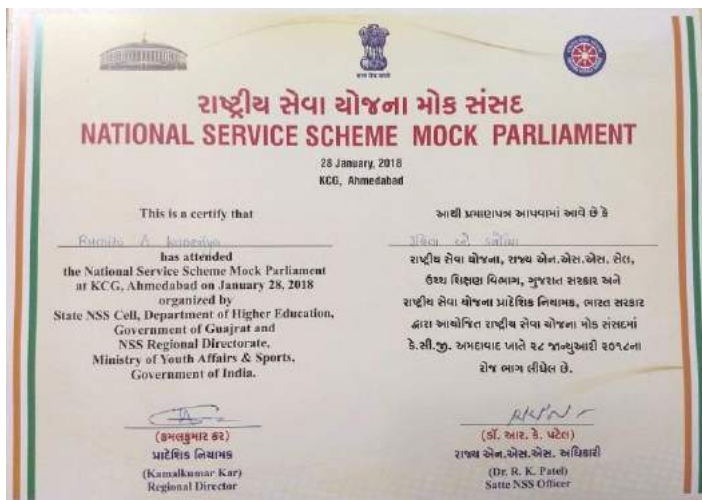 રાષ્ટ્રીય સેવા યોજના મોક સંસદ
NATIONAL SERVICE SCHEME MOCK PARLIAMENT
28 January, 2018
KCG, Ahmedabad
This is a certify that
A
has attended
the National Service Scheme Mock Parliament
at KCG, Ahmedabad on January 28, 2018
organized by
State NSS Cell, Department of Higher Education,
Government of Guajrat and
NSS Regional Directorate,
Ministry of Youth Affairs & Sports,
Government of India.
(કમલકુમાર કર)
પ્રાદેશિક નિયામક
(Kamalkumar Kar)
Regional Director
આથી પ્રમાણપત્ર આપવામાં આવે છે કે
રાષ્ટ્રીય સેવા યોજના, રાજ્ય એન.એસ.એસ. સેલ,
ઉચ્ચ શિક્ષણ વિભાગ, ગુજરાત સરકાર અને
રાષ્ટ્રીય સેવા યોજના પ્રાદેશિક નિયામક, ભારત સરકાર
દ્વારા આયોજિત રાષ્ટ્રીય સેવા યોજના મોક સંસદમાં
કે.સી.જી. અમદાવાદ ખાતે ૨૮ જાન્યુઆરી ૨૦૧૮ના
રોજ ભાગ લીધેલ છે.
(ડૉ. આર. કે. પટેલ)
રાજ્ય એન.એસ.એસ. અધિકારી
(Dr. R. K. Patel)
Satte NSS Officer